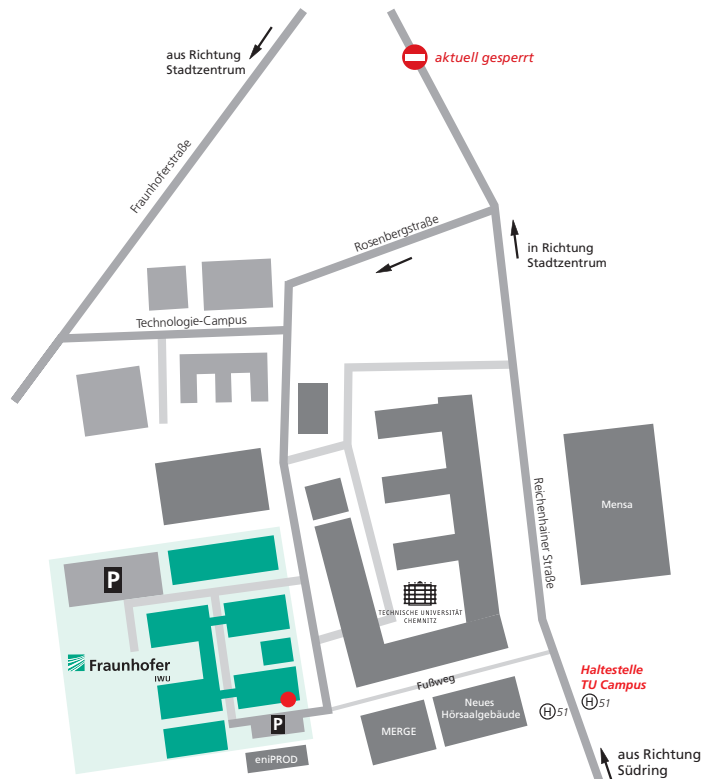 aus Richtung
Stadtzentrum
aktuell gesperrt
Fraunhoferstraße
Rosenbergstraße
in Richtung
Stadtzentrum
Technologie-Campus
Reichenhainer Straße
Mensa
P
TECHNISCHE UNIVERSITÄT
CHEMNITZ
Fraunhofer
IWU
Haltestelle
TU Campus
H 51
H 51
Fußweg
Neues
Hörsaalgebäude
MERGE
P
eniPROD
aus Richtung
Südring